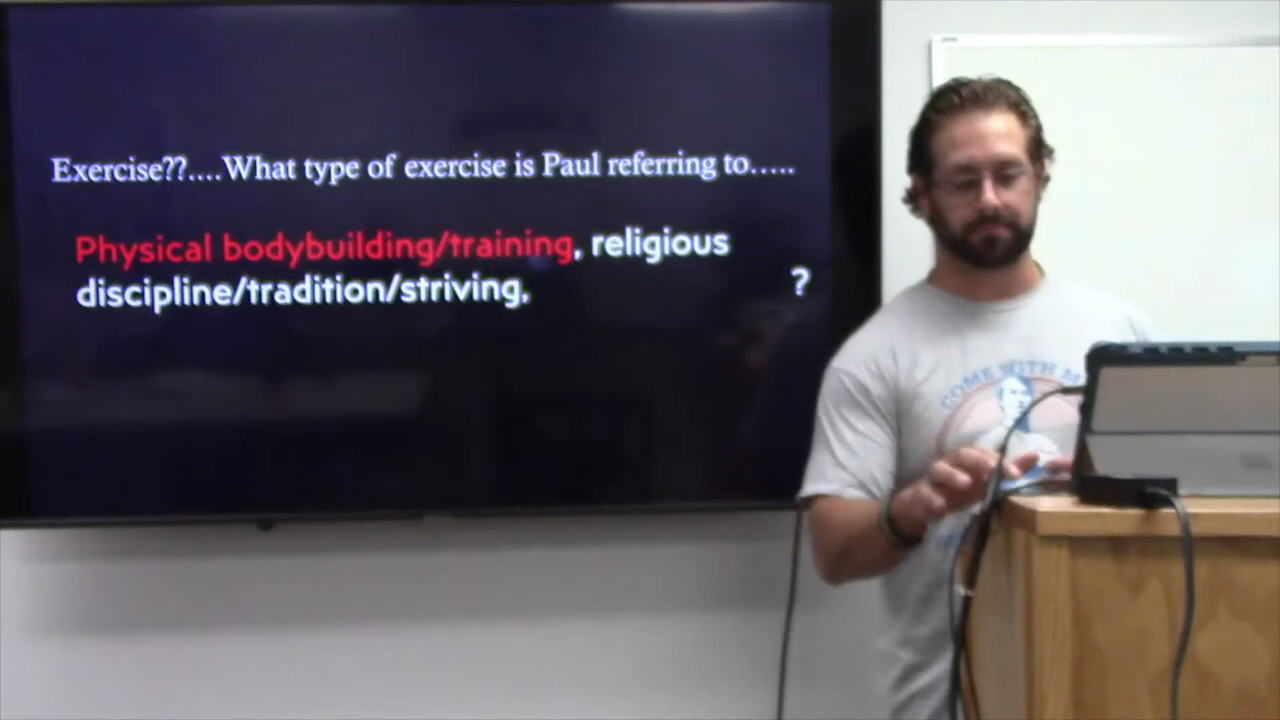 Exercise??....What type of exercise is Paul referring to.....
Physical bodybuilding/training, religious
discipline/tradition/striving,
?
COME WITH